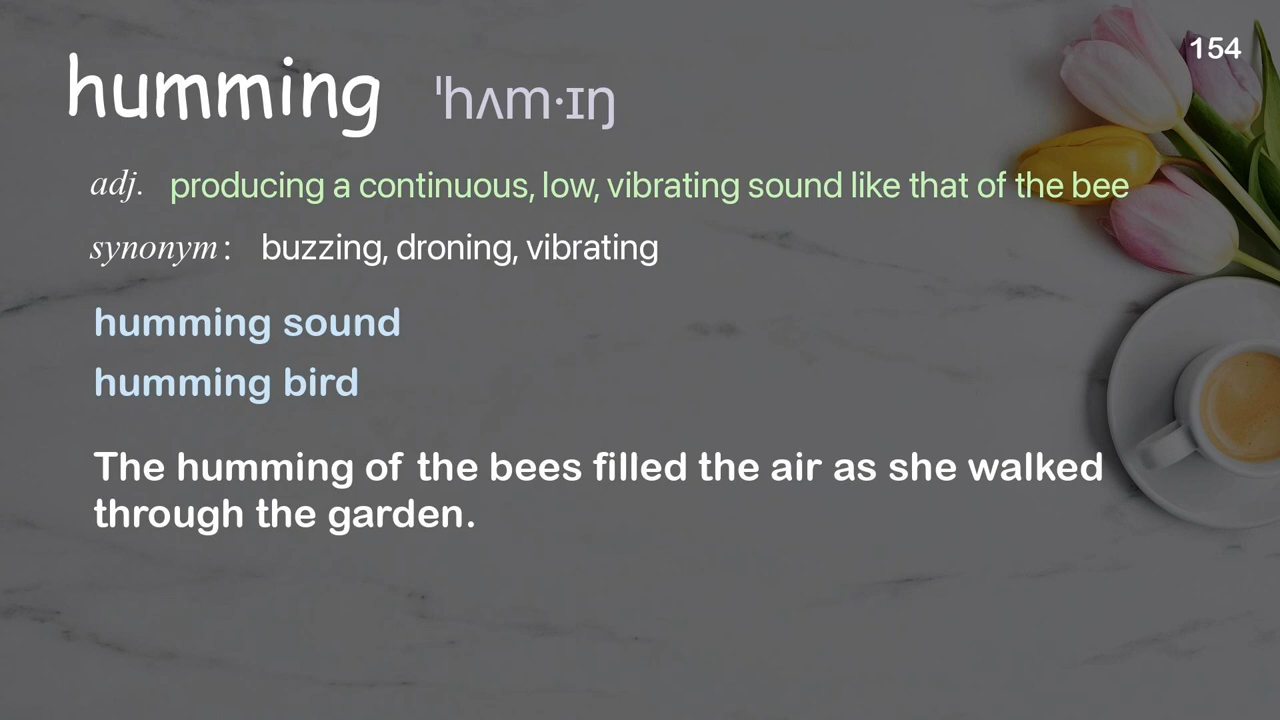 154
humming ˈhʌm·ɪŋ
adj. producing a continuous, low, vibrating sound like that of the bee
synonym: buzzing, droning, vibrating
humming sound
humming bird
The humming of the bees filled the air as she walked
through the garden.